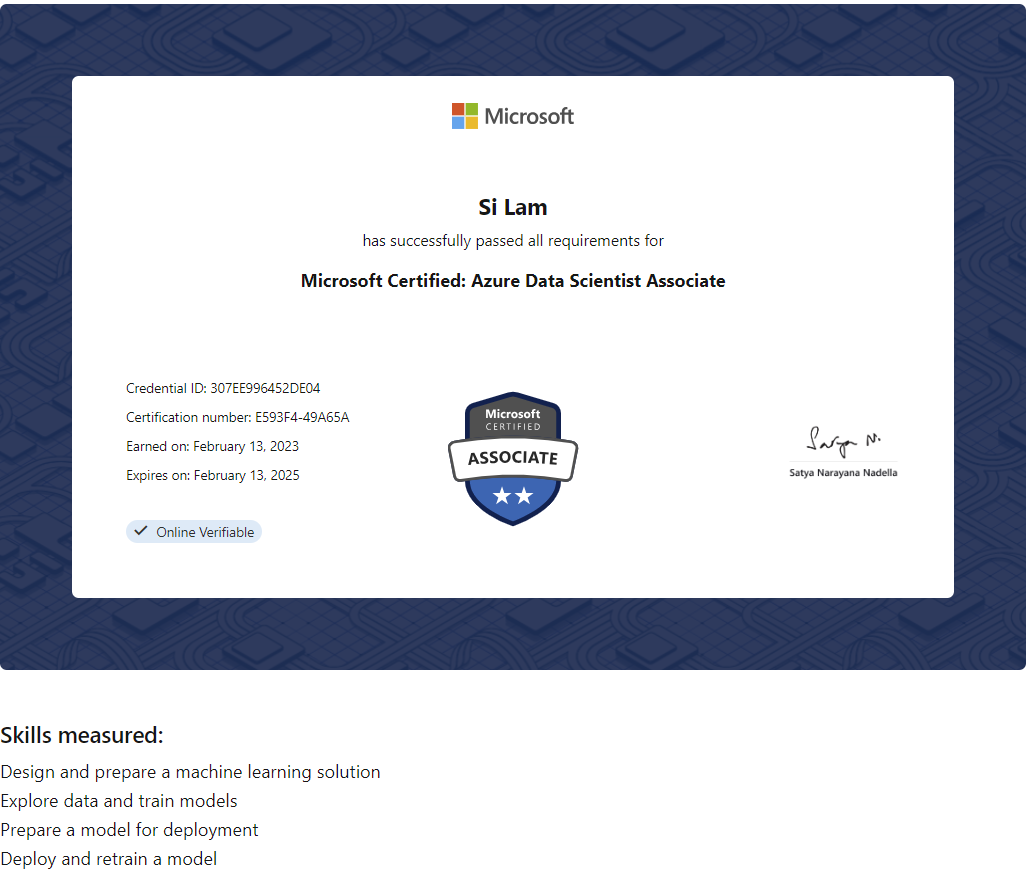 Microsoft
Si Lam
has successfully passed all requirements for
Microsoft Certified: Azure Data Scientist Associate
Credential ID: 307EE996452DE04
Certification number: E593F4-49A65A
Earned on: February 13, 2023
Expires on: February 13, 2025
Online Verifiable
Microsoft
CERTIFIED
ASSOCIATE
Satya N.
Satya Narayana Nadella
Skills measured:
Design and prepare a machine learning solution
Explore data and train models
Prepare a model for deployment
Deploy and retrain a model